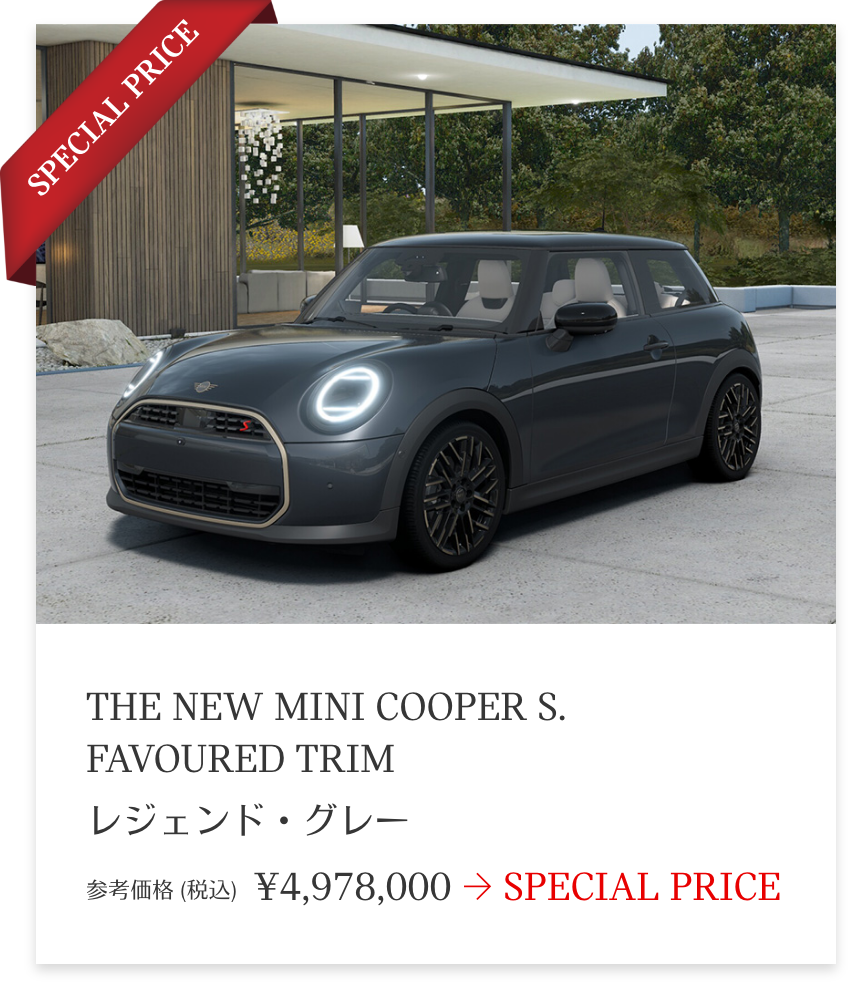 SPECIAL PRICE
S
THE NEW MINI COOPER S.
FAVOURED TRIM
レジェンド・グレー
参考価格 (税込) ¥4,978,000 → SPECIAL PRICE